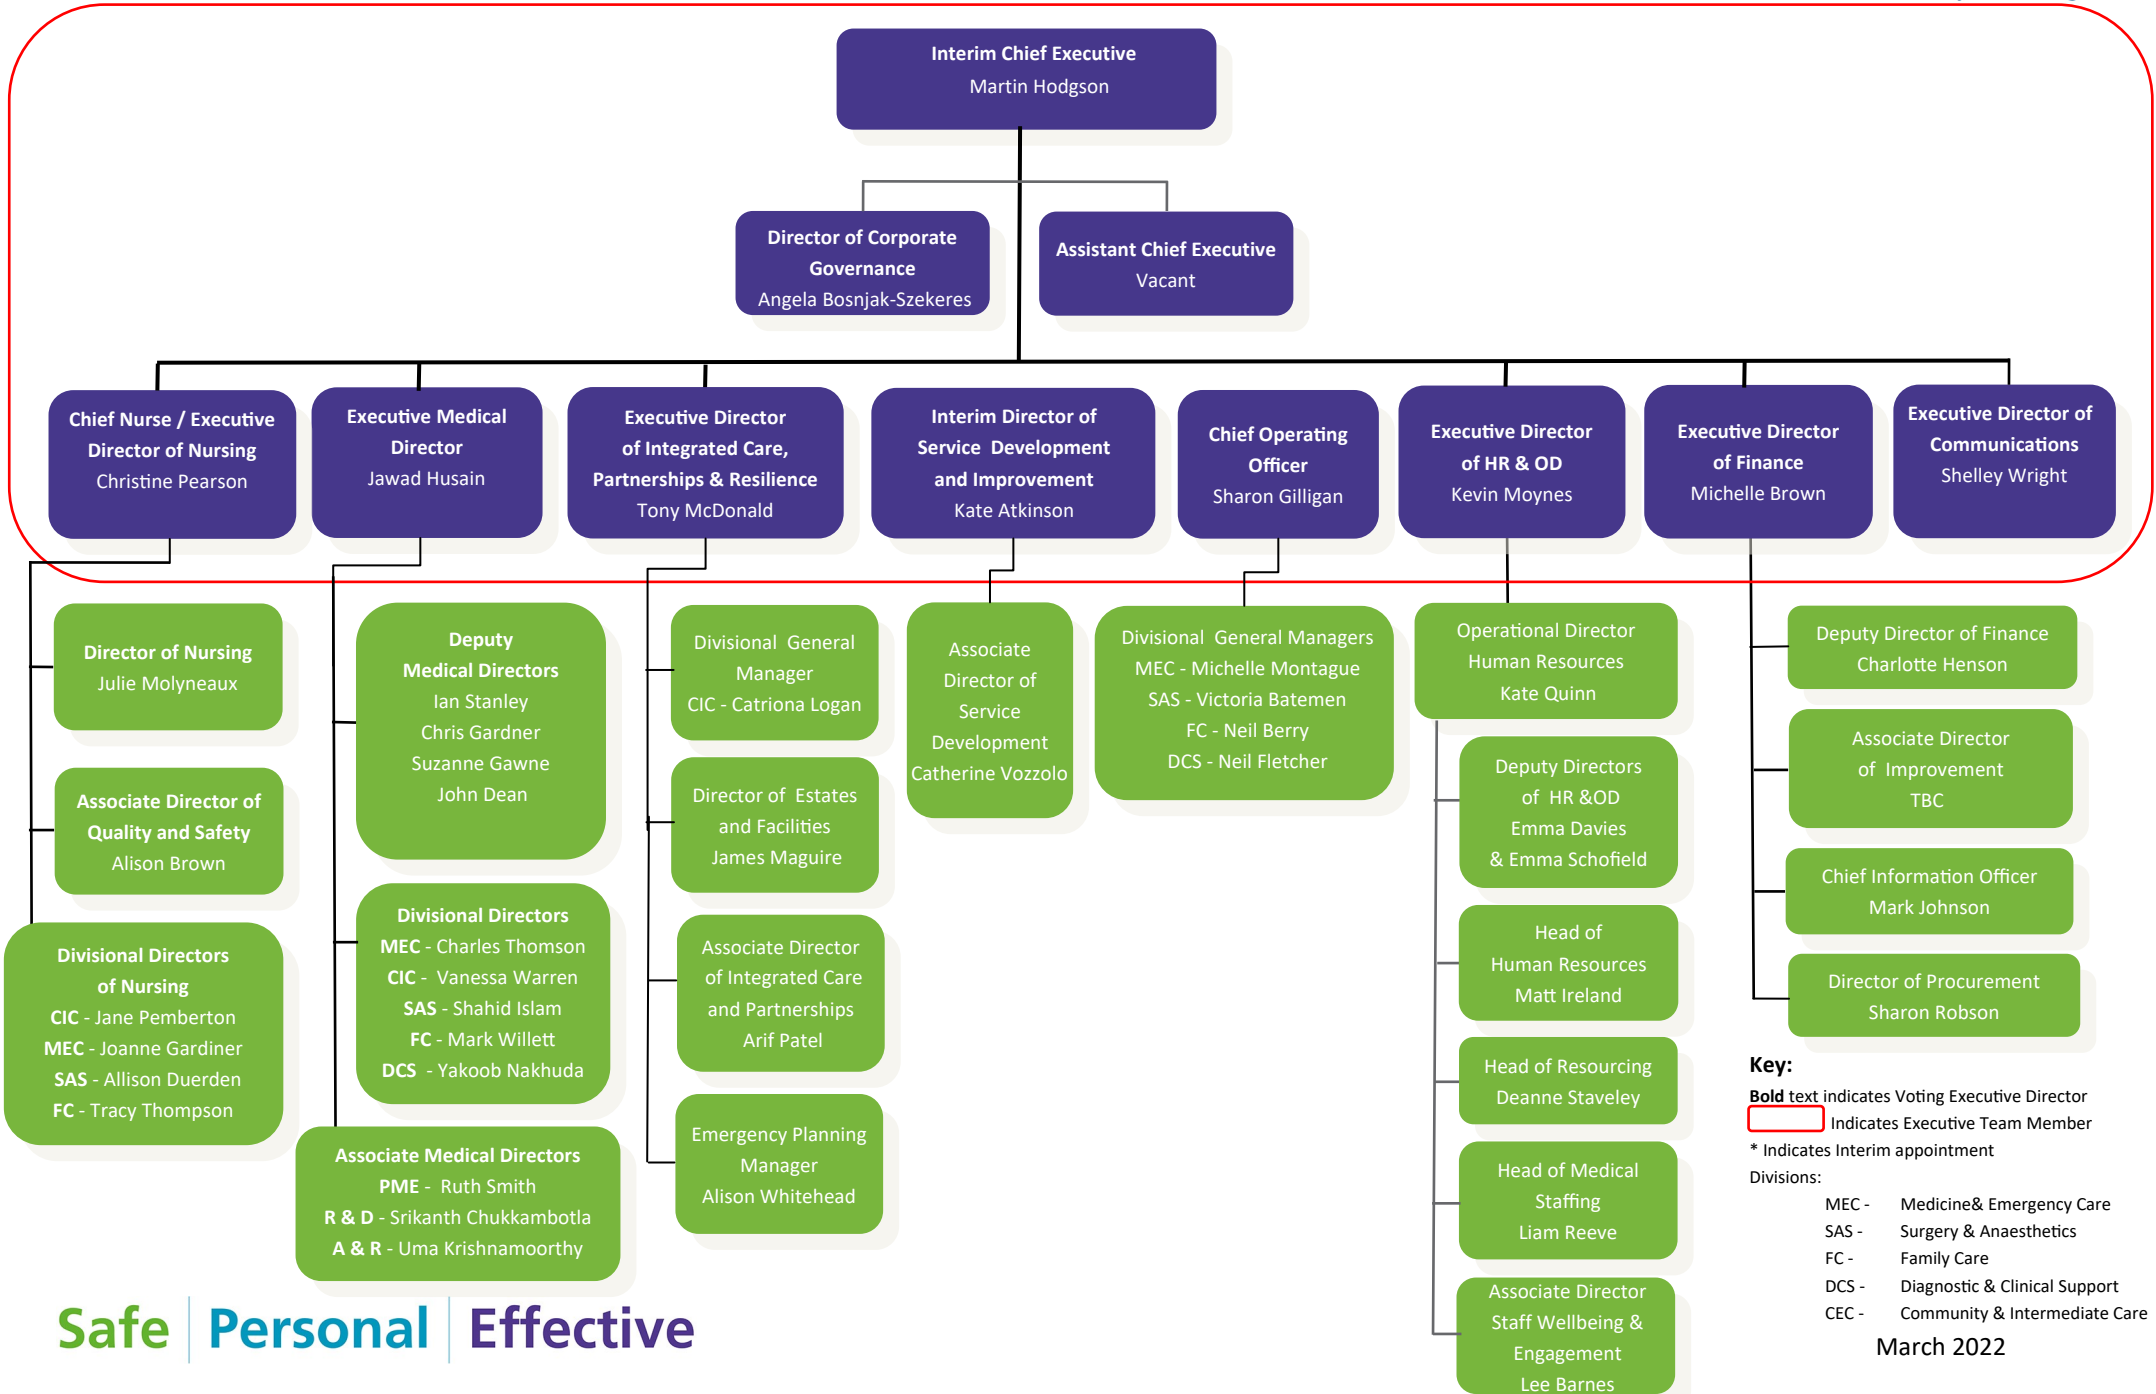 Interim Chief Executive
Martin Hodgson
Director of Corporate
Governance
Angela Bosnjak-Szekeres
Assistant Chief Executive
Vacant
Chief Nurse / Executive
Director of Nursing
Christine Pearson
Executive Medical
Director
Jawad Husain
Executive Director
of Integrated Care,
Partnerships & Resilience
Tony McDonald
Interim Director of
Service Development
and Improvement
Kate Atkinson
Chief Operating
Officer
Sharon Gilligan
Executive Director
of HR & OD
Kevin Moynes
Executive Director
of Finance
Michelle Brown
Executive Director of
Communications
Shelley Wright
Director of Nursing
Julie Molyneaux
Associate Director of
Quality and Safety
Alison Brown
Divisional Directors
of Nursing
CIC - Jane Pemberton
MEC - Joanne Gardiner
SAS - Allison Duerden
FC - Tracy Thompson
Deputy
Medical Directors
Ian Stanley
Chris Gardner
Suzanne Gawne
John Dean
Divisional Directors
MEC - Charles Thomson
CIC - Vanessa Warren
SAS - Shahid Islam
FC - Mark Willett
DCS - Yakoob Nakhuda
Associate Medical Directors
PME - Ruth Smith
R & D - Srikanth Chukkambotla
A & R - Uma Krishnamoorthy
Divisional General
Manager
CIC - Catriona Logan
Director of Estates
and Facilities
James Maguire
Associate Director
of Integrated Care
and Partnerships
Arif Patel
Emergency Planning
Manager
Alison Whitehead
Associate
Director of
Service
Development
Catherine Vozzolo
Divisional General Managers
MEC - Michelle Montague
SAS - Victoria Batemen
FC - Neil Berry
DCS - Neil Fletcher
Operational Director
Human Resources
Kate Quinn
Deputy Directors
of HR &OD
Emma Davies
& Emma Schofield
Head of
Human Resources
Matt Ireland
Head of Resourcing
Deanne Staveley
Head of Medical
Staffing
Liam Reeve
Associate Director
Staff Wellbeing &
Engagement
Lee Barnes
Deputy Director of Finance
Charlotte Henson
Associate Director
of Improvement
TBC
Chief Information Officer
Mark Johnson
Director of Procurement
Sharon Robson
Key:
Bold text indicates Voting Executive Director
Indicates Executive Team Member
* Indicates Interim appointment
Divisions:
MEC - Medicine& Emergency Care
SAS - Surgery & Anaesthetics
FC - Family Care
DCS - Diagnostic & Clinical Support
CEC - Community & Intermediate Care
March 2022
Safe Personal Effective